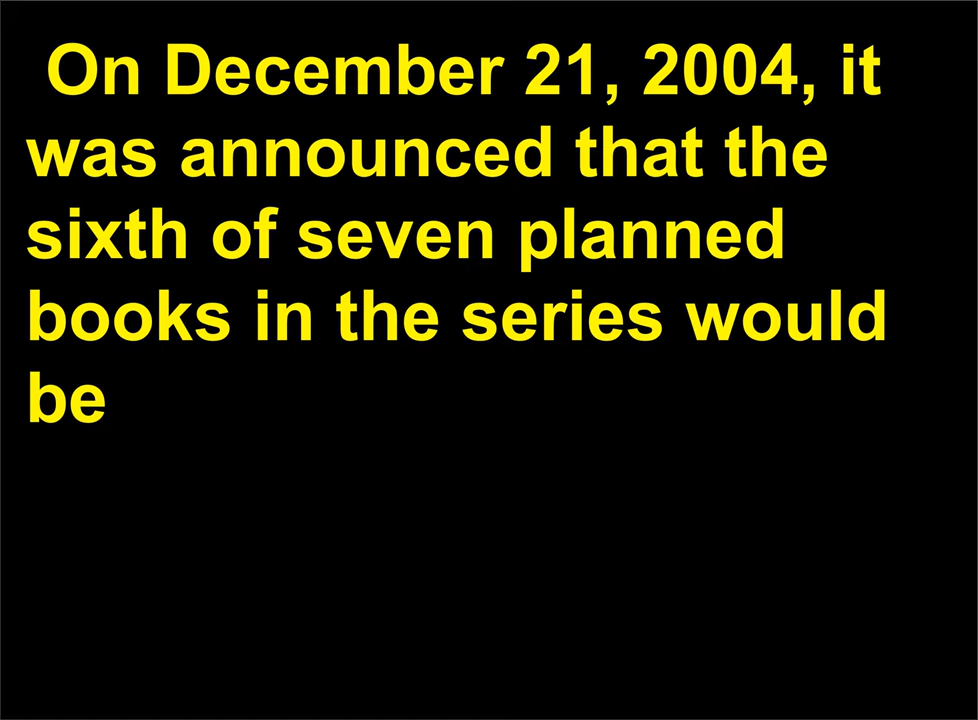 On December 21, 2004, it
was announced that the
sixth of seven planned
books in the series would
be